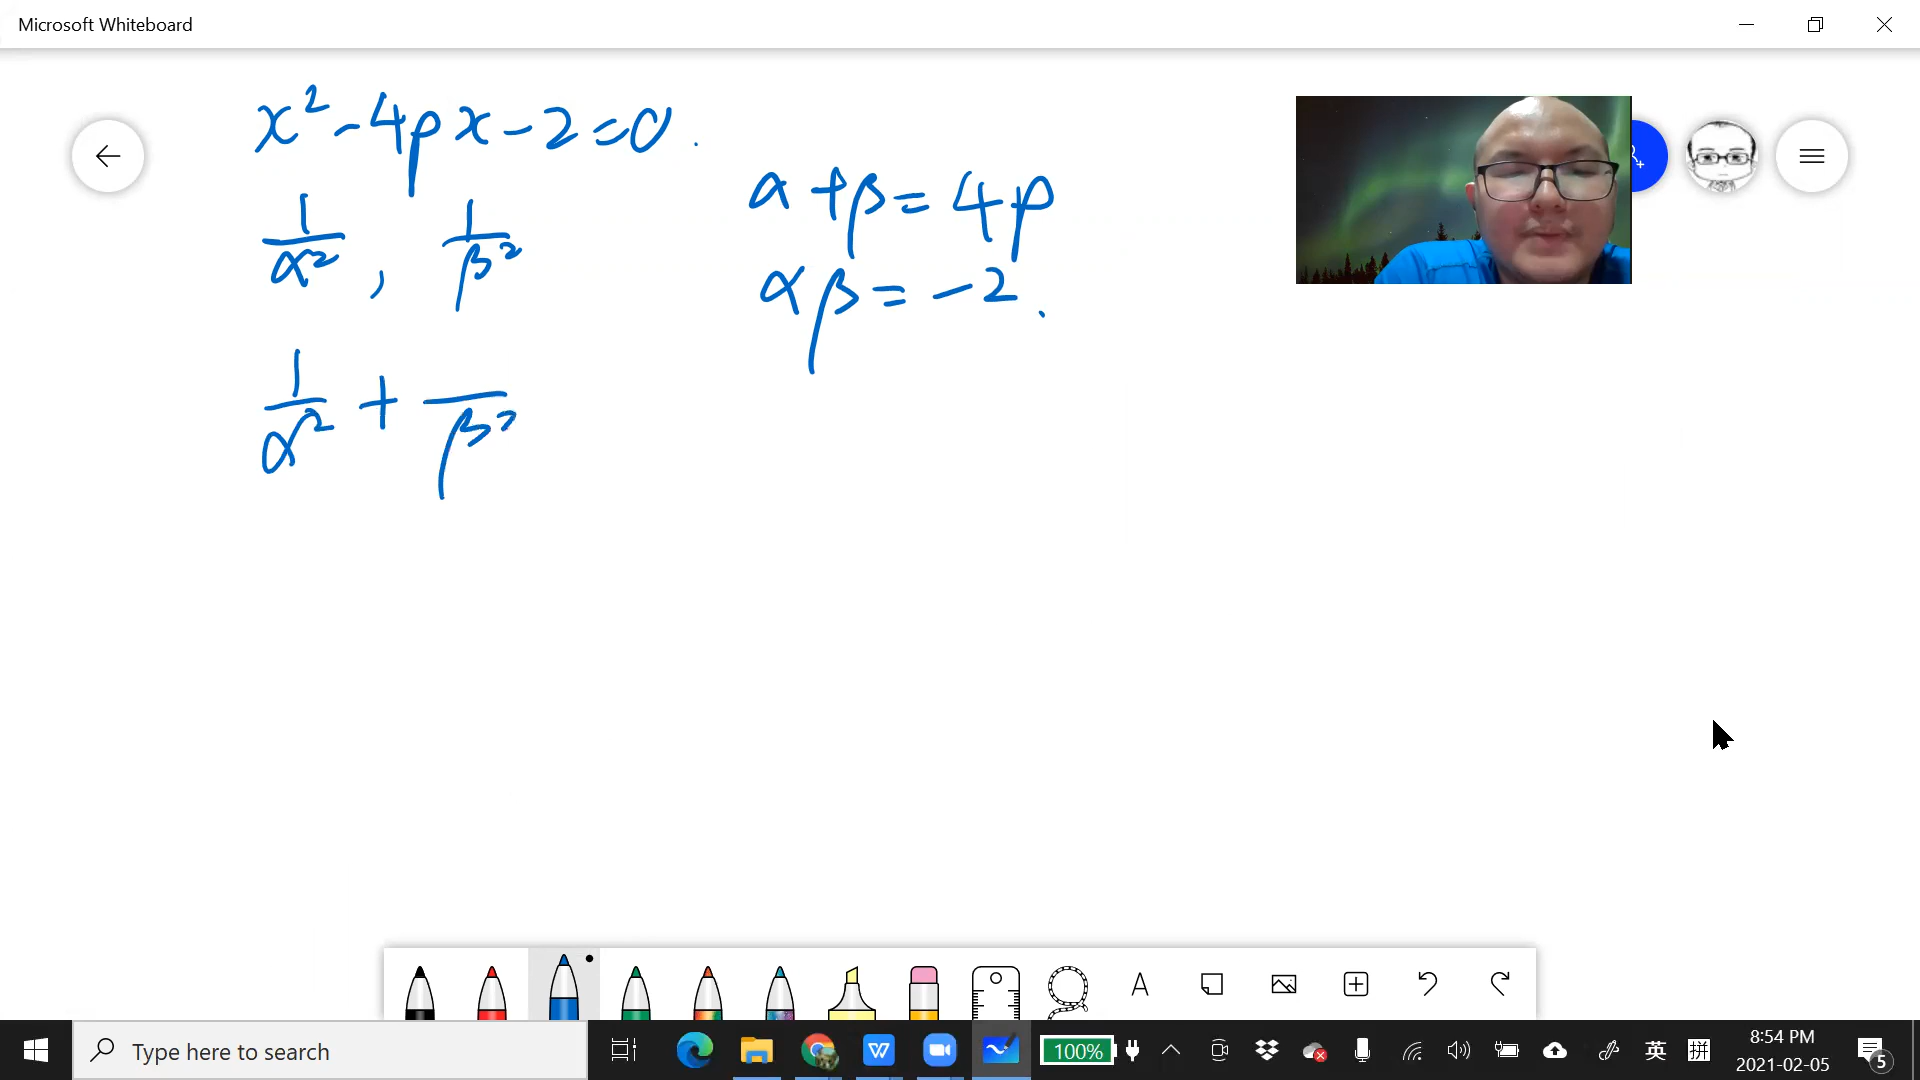 Microsoft Whiteboard
x² - 4px - 2 = 0.
1/α² , 1/β²
α + β = 4p
αβ = -2.
1/α² + /β²
A
Type here to search
W
100%
英
拼
8:54 PM
2021-02-05
5